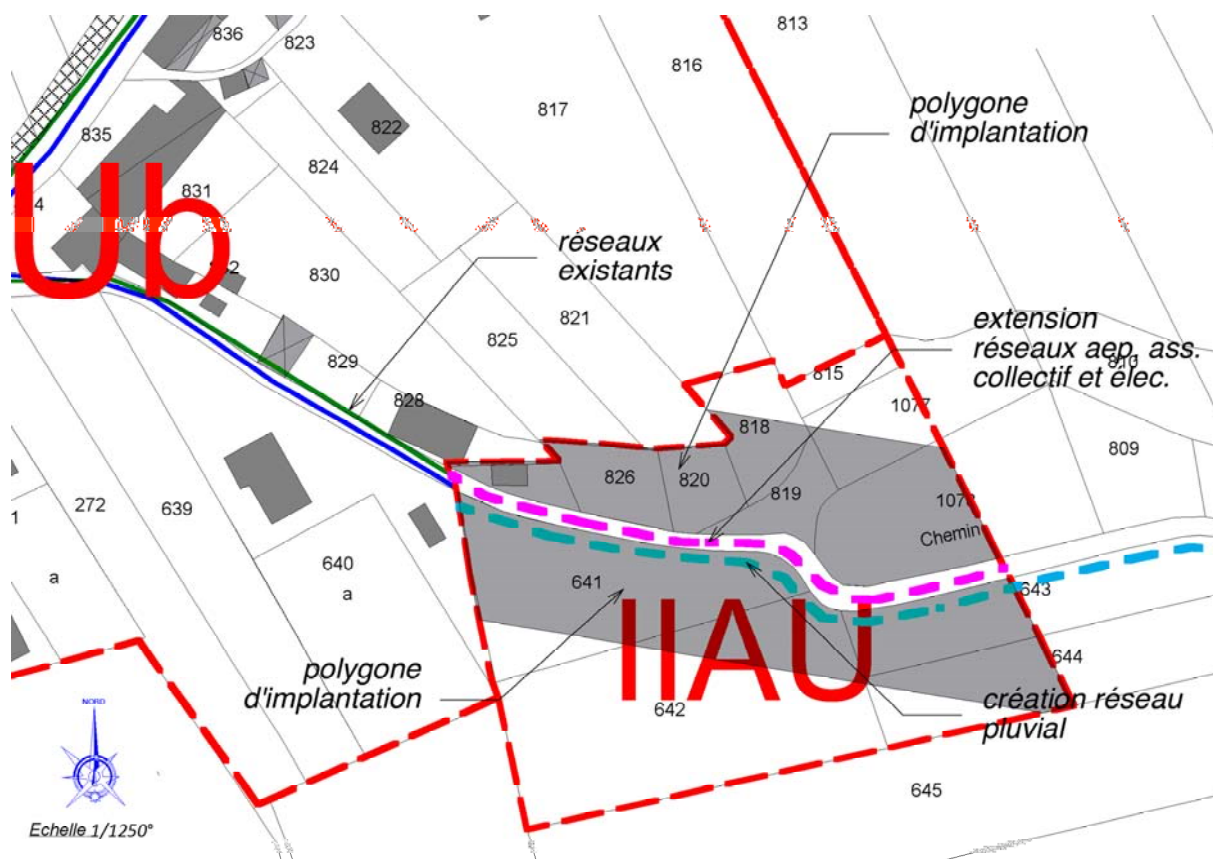 813
836
823
816
polygone
d'implantation
817
822
835
824
831
Ub
réseaux
existants
830
extension
réseaux aep. ass.
collectif et élec.
821
825
829
815
810
828
1077
818
809
826
820
819
272
639
Chemin
640
a
a
641
643
IIAU
644
polygone
d'implantation
642
création réseau
pluvial
NORD
645
Echelle 1/1250°